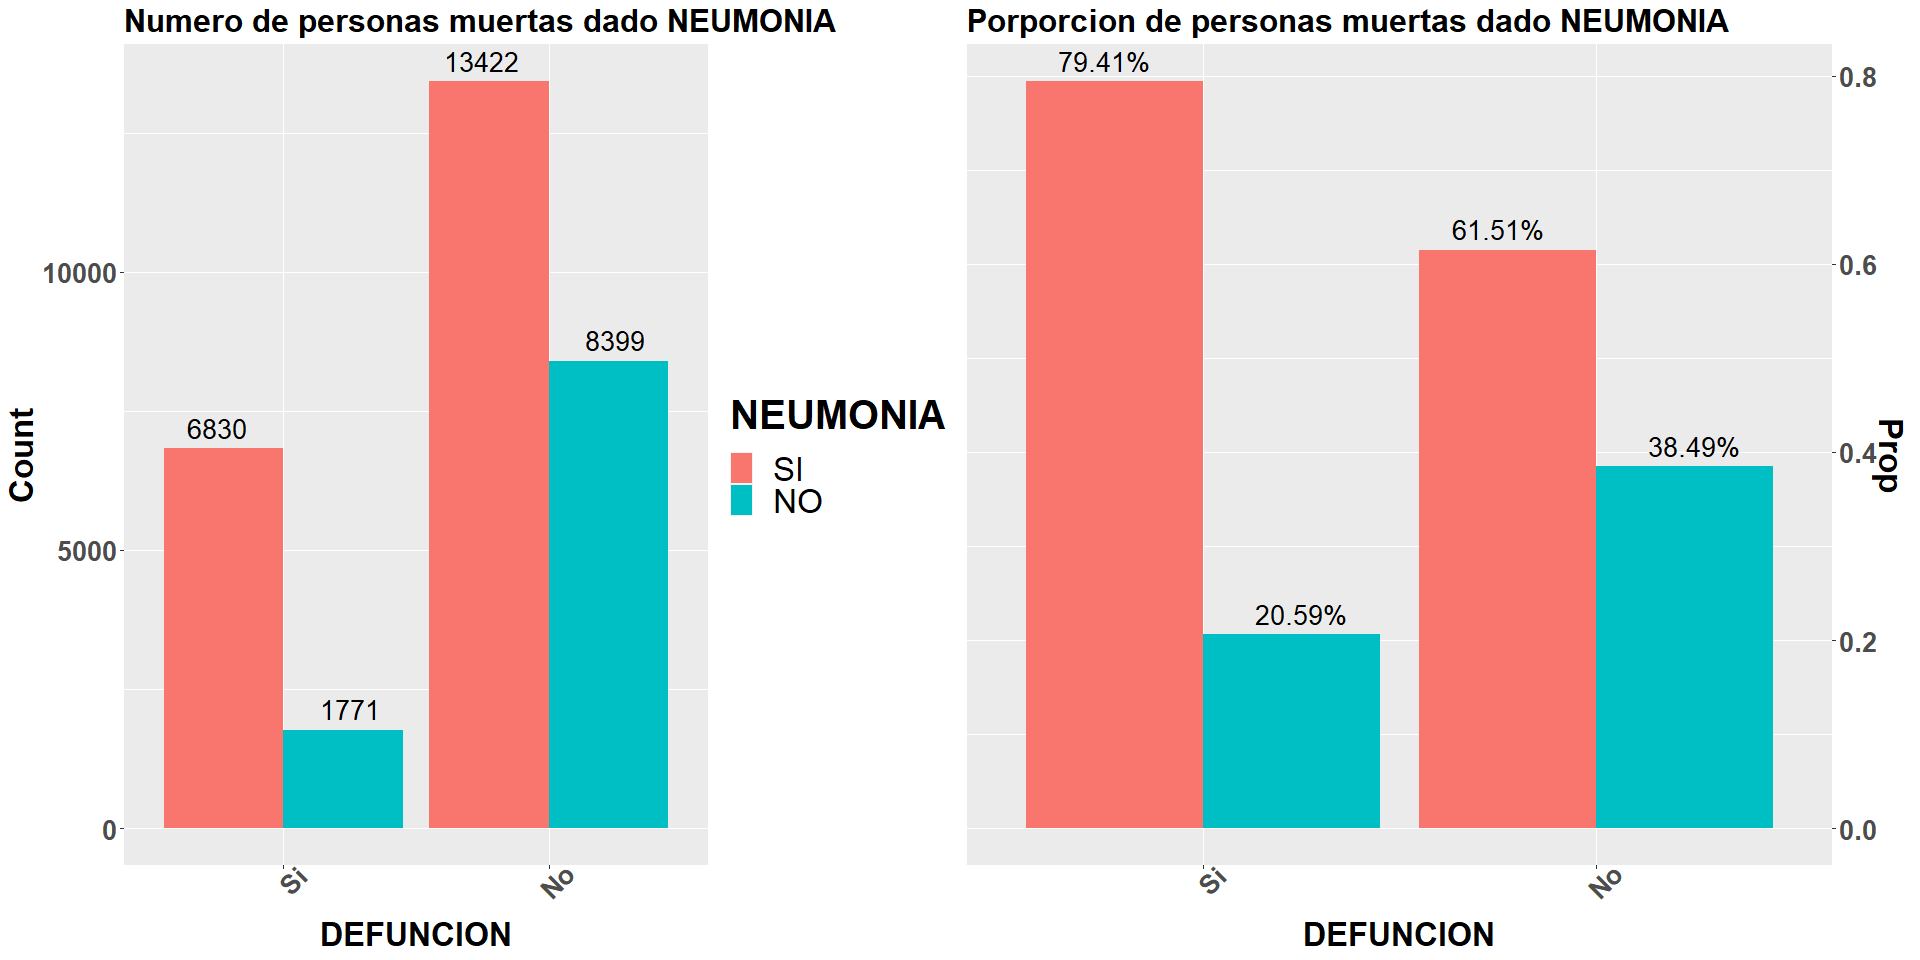 Numero de personas muertas dado NEUMONIA
Count
10000
5000
0
6830
1771
13422
8399
Si
No
DEFUNCION
NEUMONIA
SI
NO
Porporcion de personas muertas dado NEUMONIA
79.41%
20.59%
61.51%
38.49%
0.8
0.6
0.4
0.2
0.0
Prop
Si
No
DEFUNCION